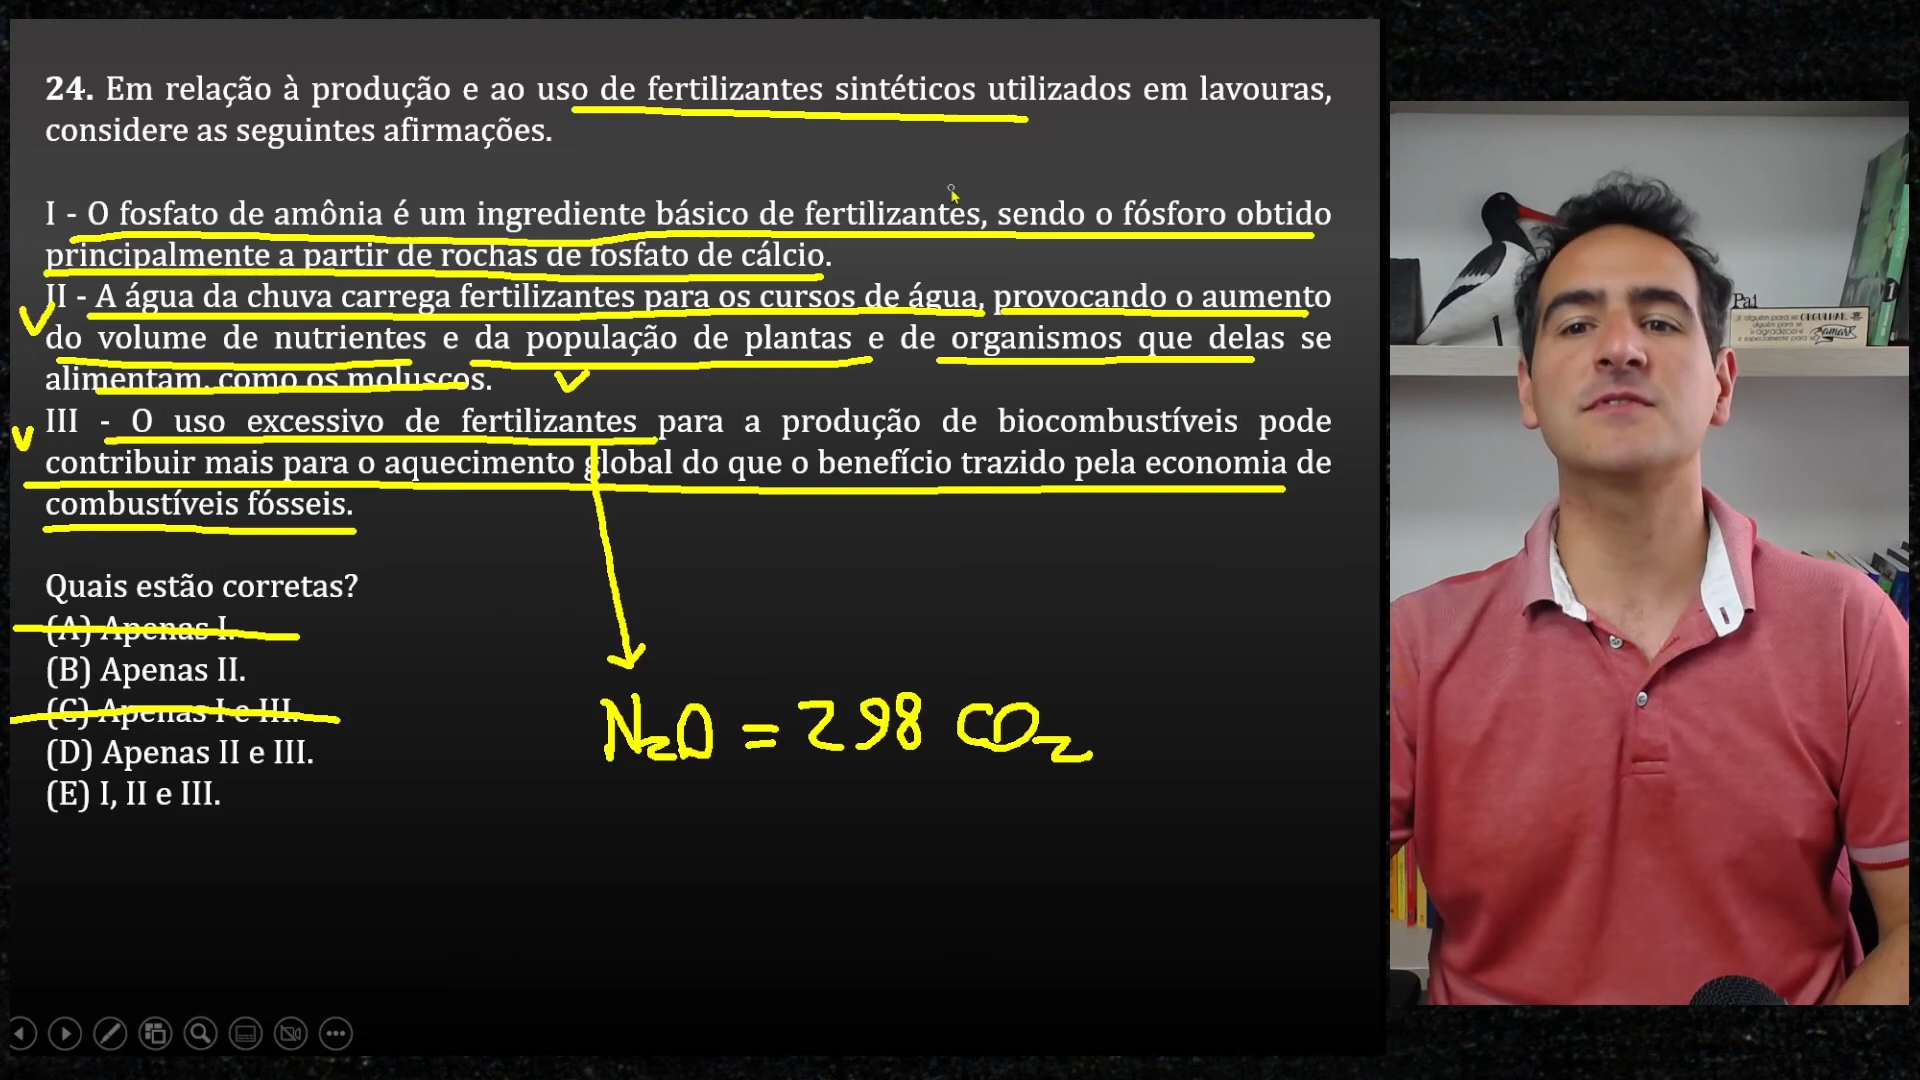 24. Em relação à produção e ao uso de fertilizantes sintéticos utilizados em lavouras,
considere as seguintes afirmações.
I - O fosfato de amônia é um ingrediente básico de fertilizantes, sendo o fósforo obtido
principalmente a partir de rochas de fosfato de cálcio.
II - A água da chuva carrega fertilizantes para os cursos de água, provocando o aumento
do volume de nutrientes e da população de plantas e de organismos que delas se
alimentam, como os moluscos.
III - O uso excessivo de fertilizantes para a produção de biocombustíveis pode
contribuir mais para o aquecimento global do que o benefício trazido pela economia de
combustíveis fósseis.
Quais estão corretas?
(A) Apenas I.
(B) Apenas II.
(C) Apenas I e III.
(D) Apenas II e III.
(E) I, II e III.
N₂O = 298 CO₂
Pai
ORGULHAR